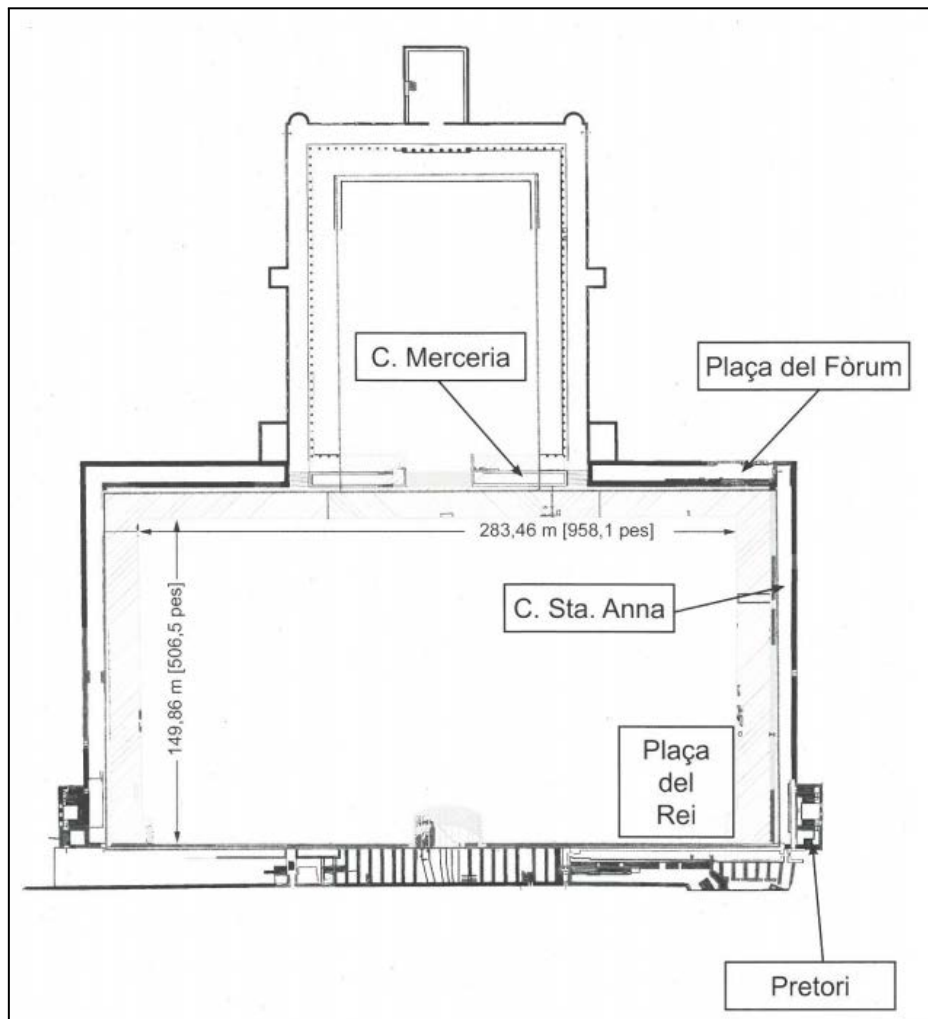 C. Merceria
Plaça del Fòrum
283,46 m [958,1 pes]
149,86 m [506,5 pes]
C. Sta. Anna
Plaça
del
Rei
Pretori